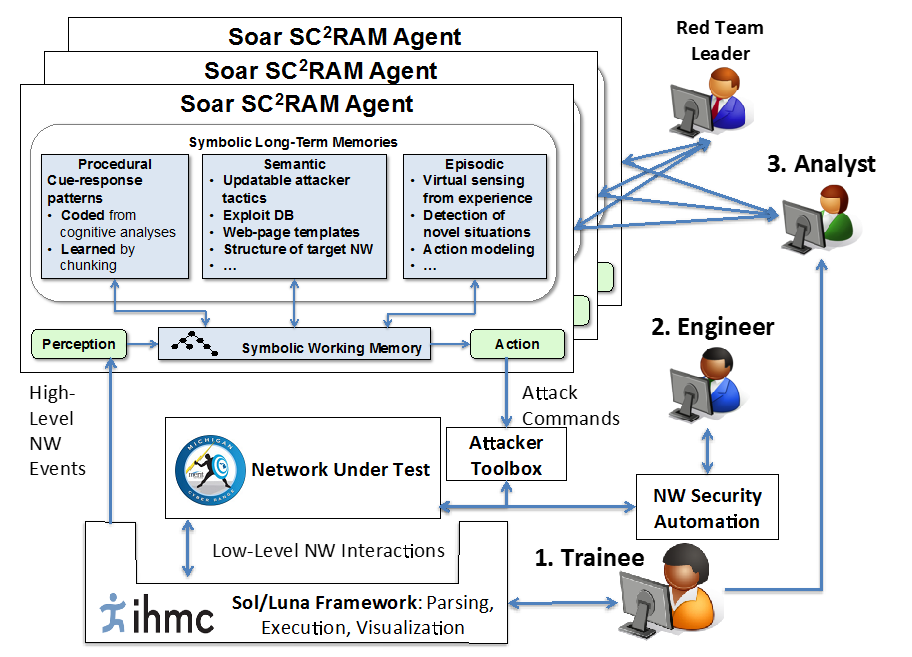 Soar SC2RAM Agent
Soar SC2RAM Agent
Soar SC2RAM Agent
Symbolic Long-Term Memories
Procedural
Cue-response
patterns
• Coded from
cognitive analyses
• Learned by
chunking
Semantic
• Updatable attacker
tactics
• Exploit DB
• Web-page templates
• Structure of target NW
• …
Episodic
• Virtual sensing
from experience
• Detection of
novel situations
• Action modeling
• …
Perception
Symbolic Working Memory
Action
Red Team
Leader
3. Analyst
2. Engineer
High-
Level
NW
Events
Attack
Commands
MICHIGAN
merit
CYBER RANGE
Network Under Test
Attacker
Toolbox
NW Security
Automation
Low-Level NW Interactions
1. Trainee
ihmc
Sol/Luna Framework: Parsing,
Execution, Visualization